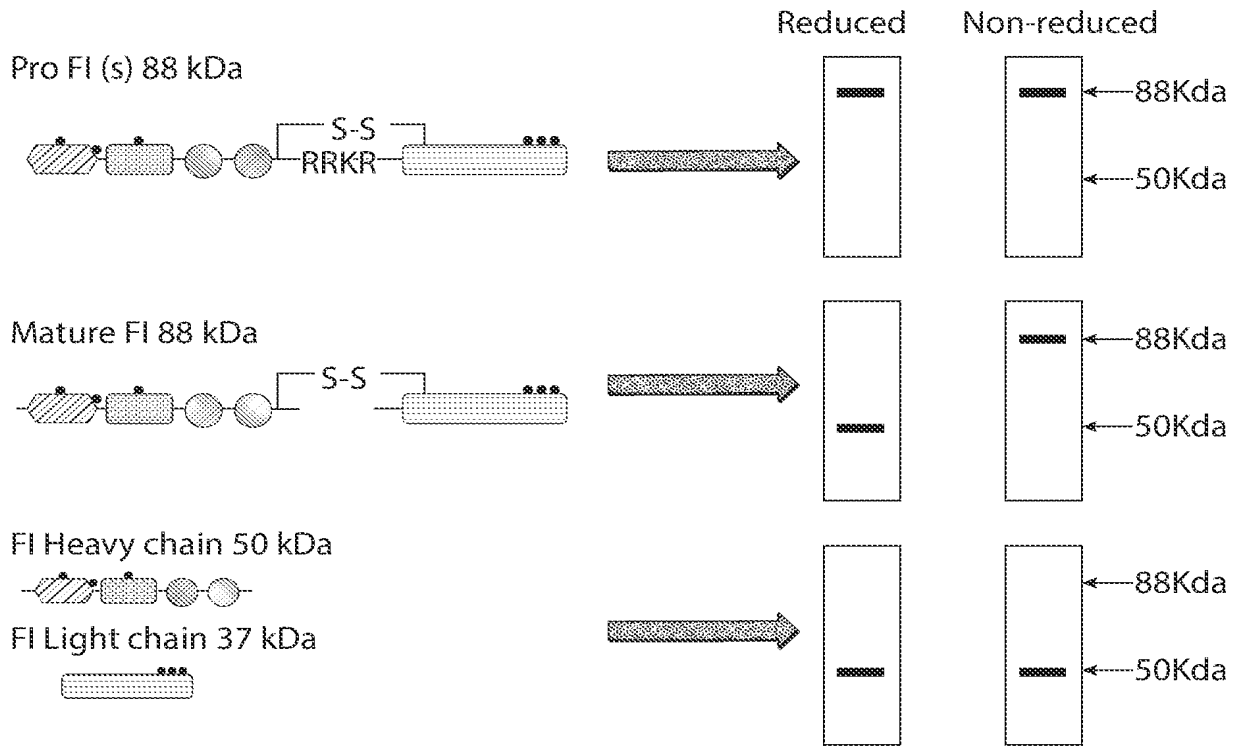 Reduced
Non-reduced
Pro FI (s) 88 kDa
S-S
RRKR
88Kda
50Kda
Mature FI 88 kDa
S-S
88Kda
50Kda
FI Heavy chain 50 kDa
FI Light chain 37 kDa
88Kda
50Kda